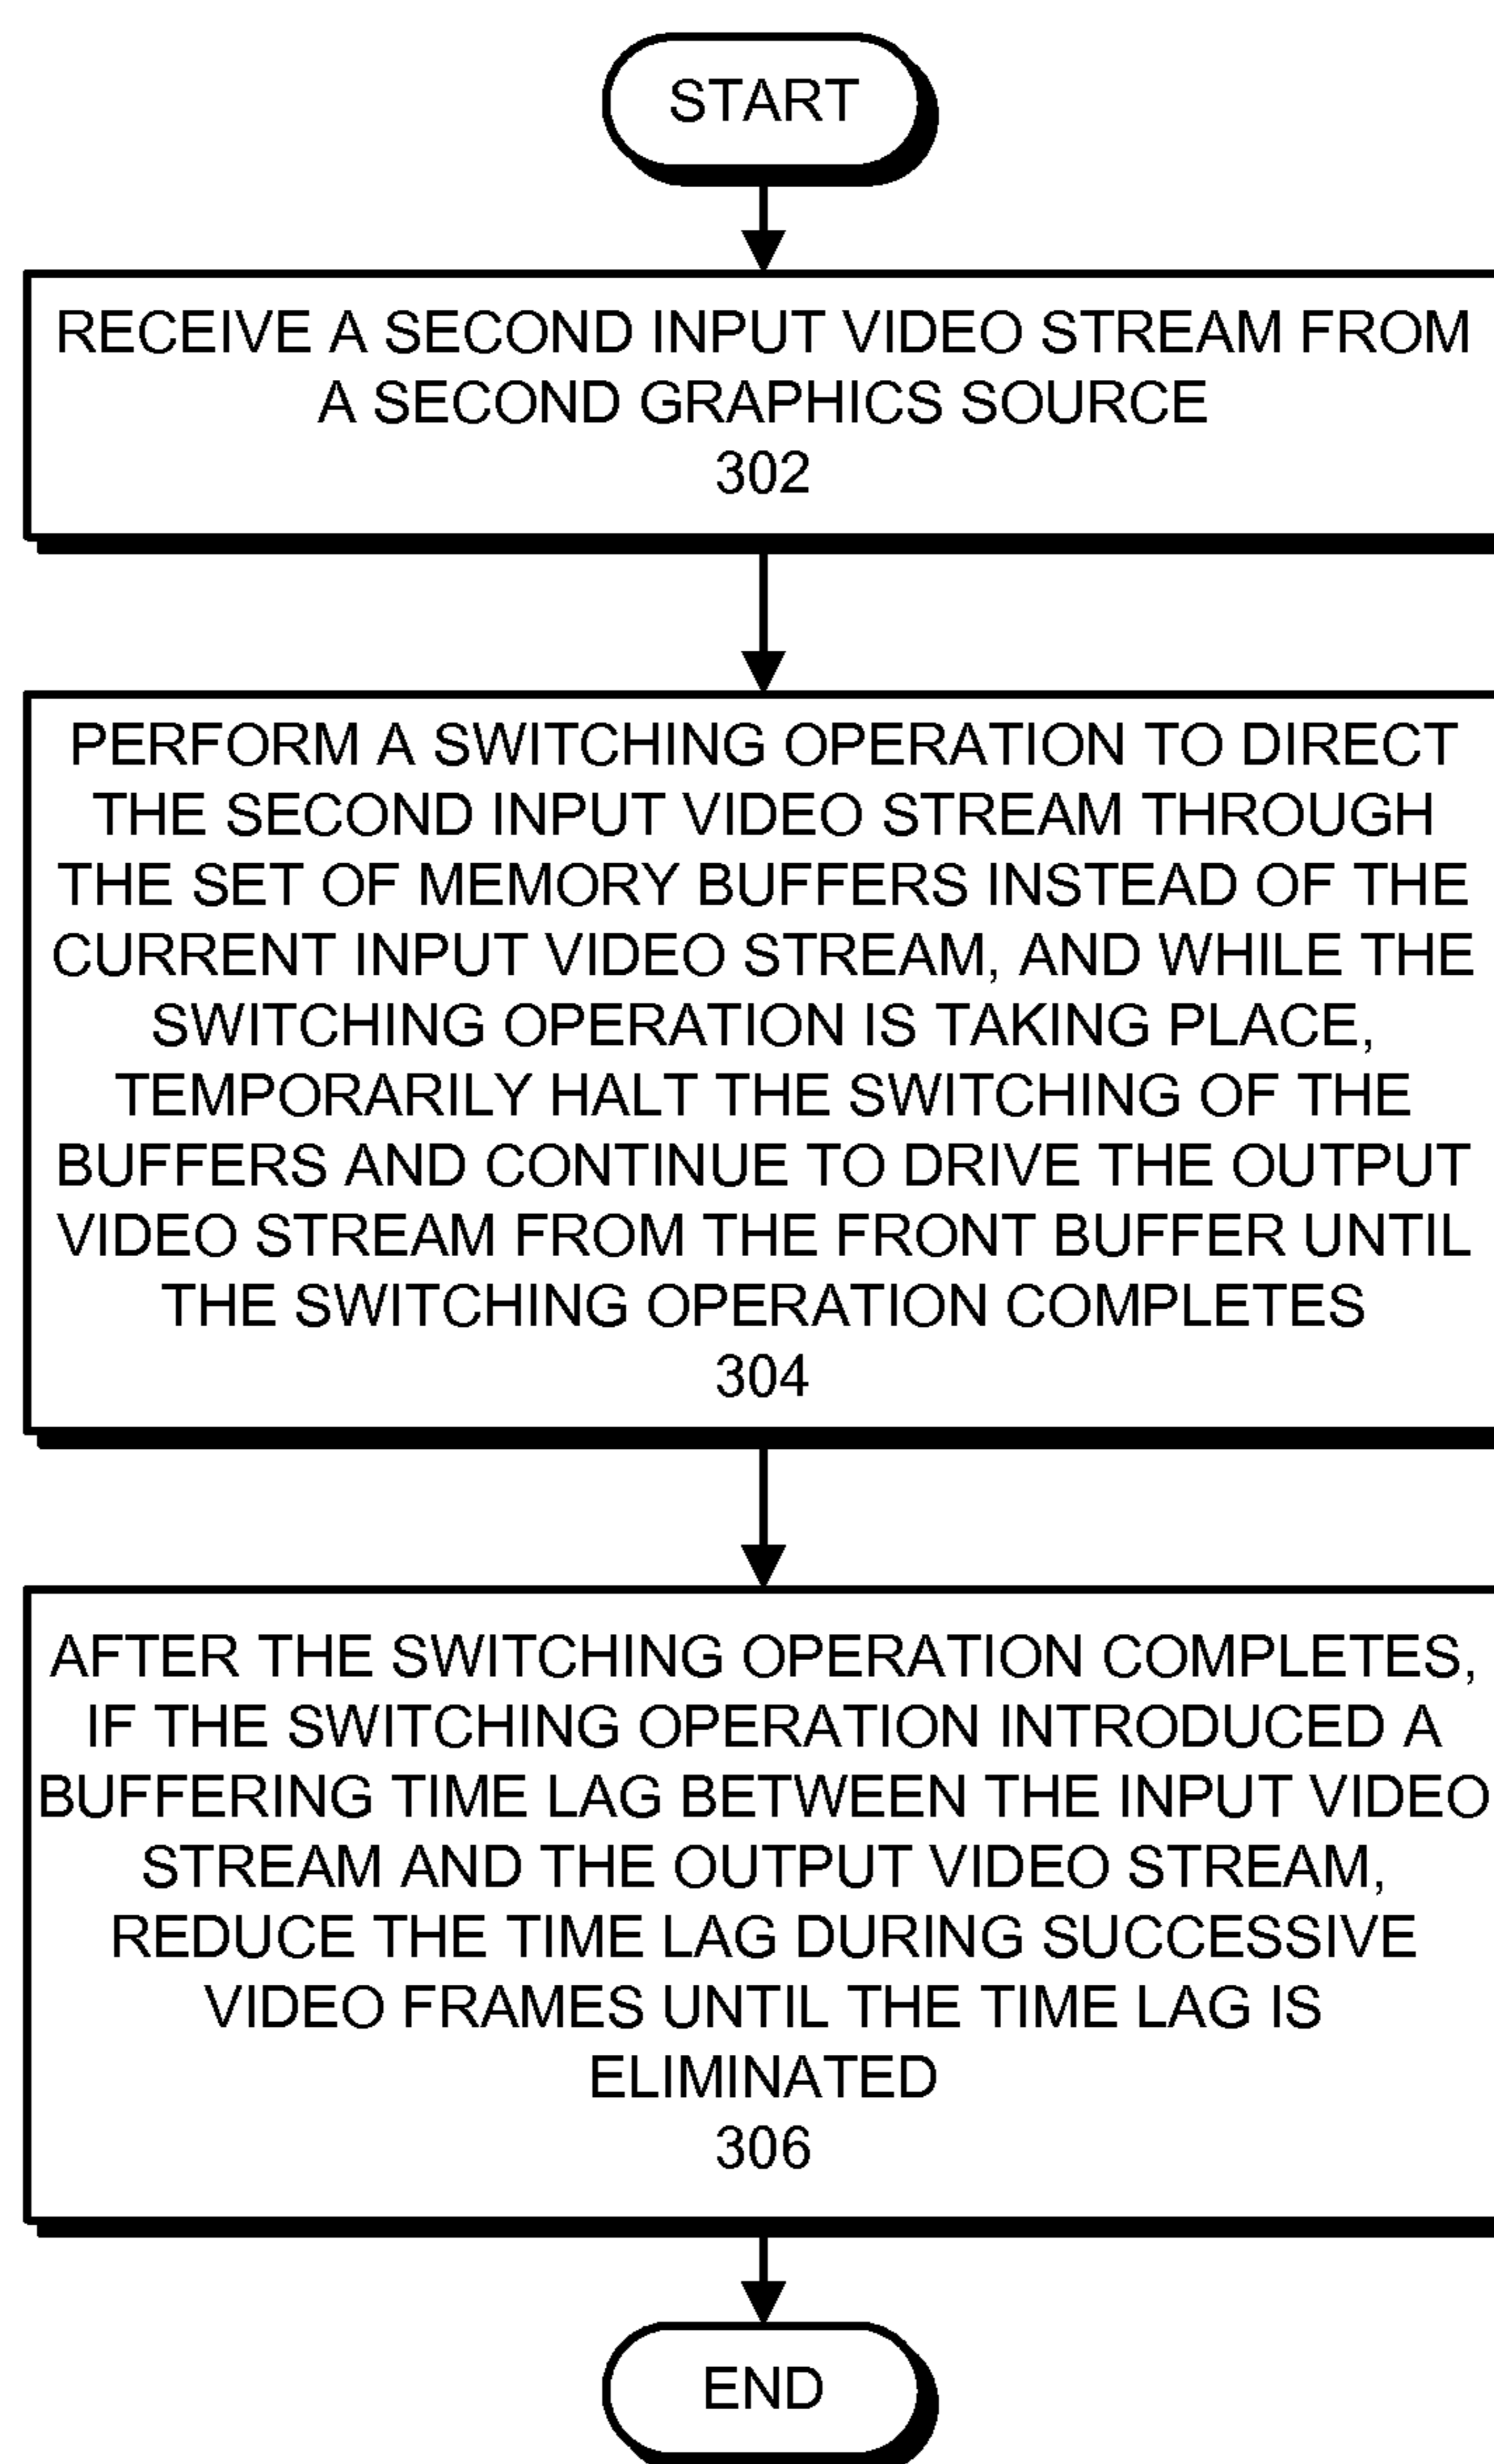 START
RECEIVE A SECOND INPUT VIDEO STREAM FROM
A SECOND GRAPHICS SOURCE
302
PERFORM A SWITCHING OPERATION TO DIRECT
THE SECOND INPUT VIDEO STREAM THROUGH
THE SET OF MEMORY BUFFERS INSTEAD OF THE
CURRENT INPUT VIDEO STREAM, AND WHILE THE
SWITCHING OPERATION IS TAKING PLACE,
TEMPORARILY HALT THE SWITCHING OF THE
BUFFERS AND CONTINUE TO DRIVE THE OUTPUT
VIDEO STREAM FROM THE FRONT BUFFER UNTIL
THE SWITCHING OPERATION COMPLETES
304
AFTER THE SWITCHING OPERATION COMPLETES,
IF THE SWITCHING OPERATION INTRODUCED A
BUFFERING TIME LAG BETWEEN THE INPUT VIDEO
STREAM AND THE OUTPUT VIDEO STREAM,
REDUCE THE TIME LAG DURING SUCCESSIVE
VIDEO FRAMES UNTIL THE TIME LAG IS
ELIMINATED
306
END